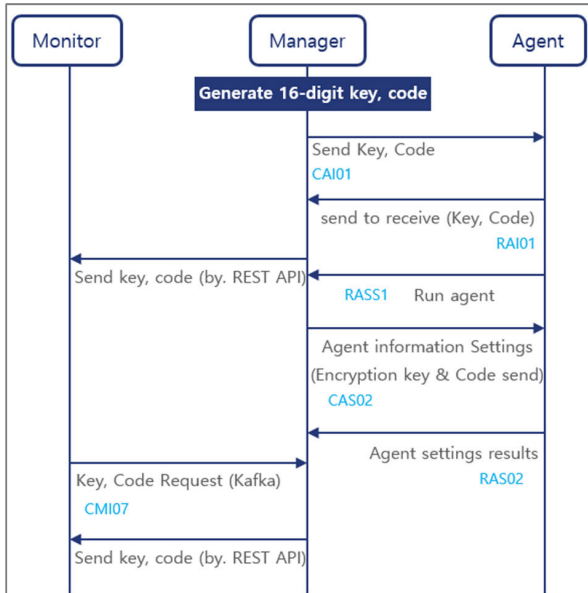 Monitor
Manager
Agent
Generate 16-digit key, code
Send Key, Code
CAI01
send to receive (Key, Code)
RAI01
Send key, code (by. REST API)
RASS1 Run agent
Agent information Settings
(Encryption key & Code send)
CAS02
Agent settings results
RAS02
Key, Code Request (Kafka)
CMI07
Send key, code (by. REST API)